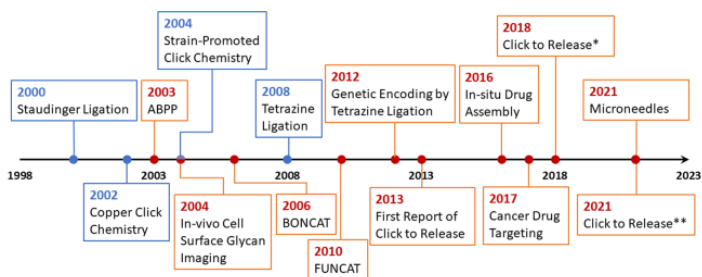 2004
Strain-Promoted
Click Chemistry
2018
Click to Release*
2000
Staudinger Ligation
2003
ABPP
2008
Tetrazine
Ligation
2012
Genetic Encoding by
Tetrazine Ligation
2016
In-situ Drug
Assembly
2021
Microneedles
1998
2003
2008
2013
2018
2023
2002
Copper Click
Chemistry
2004
In-vivo Cell
Surface Glycan
Imaging
2006
BONCAT
2010
FUNCAT
2013
First Report of
Click to Release
2017
Cancer Drug
Targeting
2021
Click to Release**